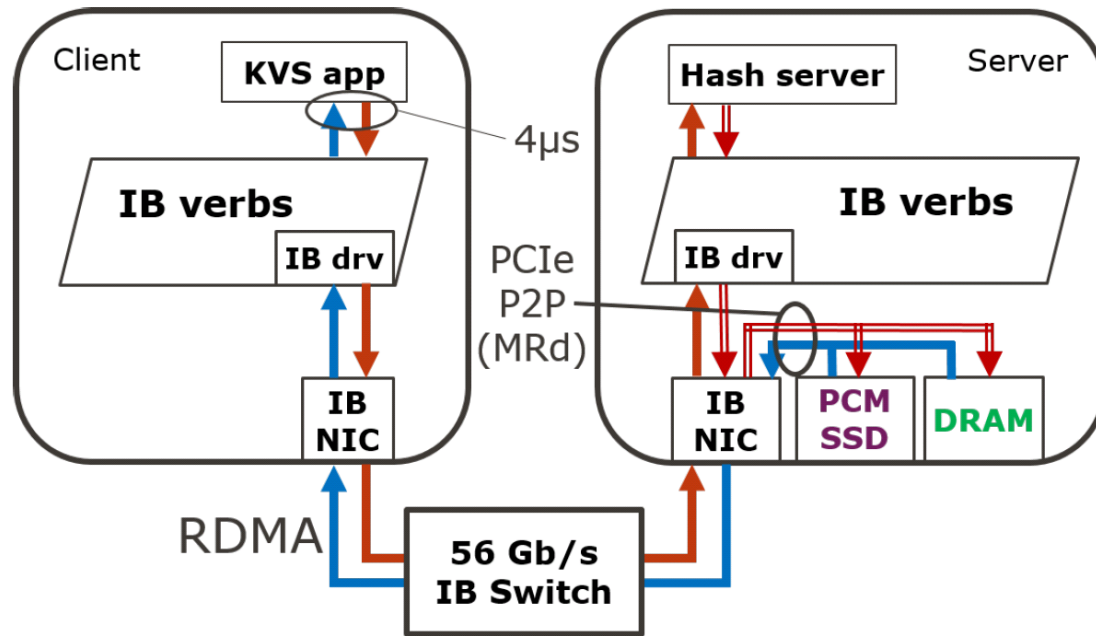 Client
KVS app
4µs
IB verbs
IB drv
IB
NIC
RDMA
56 Gb/s
IB Switch
Server
Hash server
IB verbs
IB drv
PCIe
P2P
(MRd)
IB
NIC
PCM
SSD
DRAM